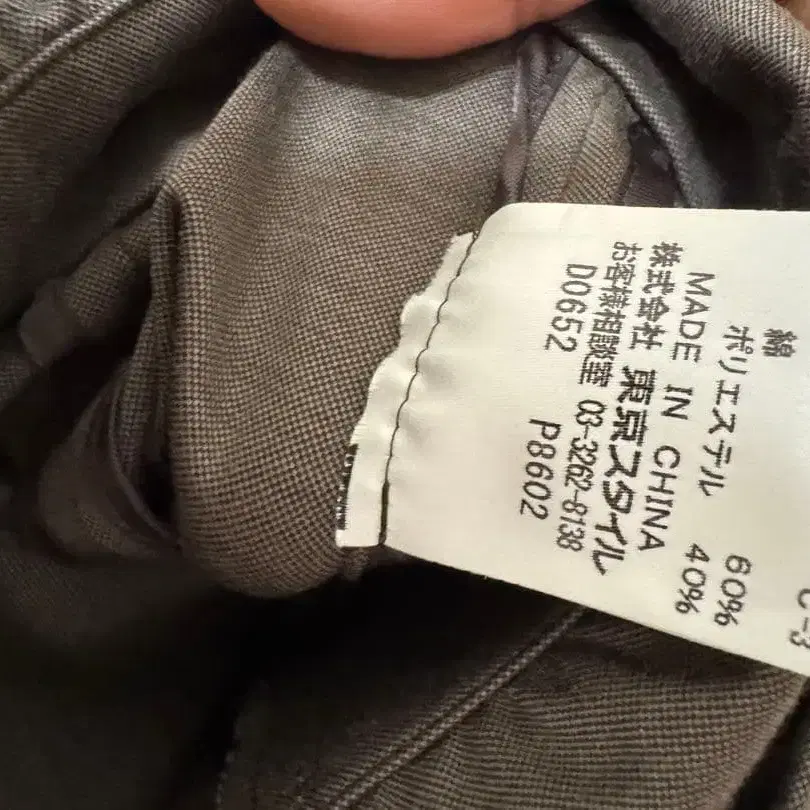 C-3
綿 60%
ポリエステル 40%
MADE IN CHINA
株式会社 東京スタイル
お客様相談室 03-3262-8138
D0652 P8602